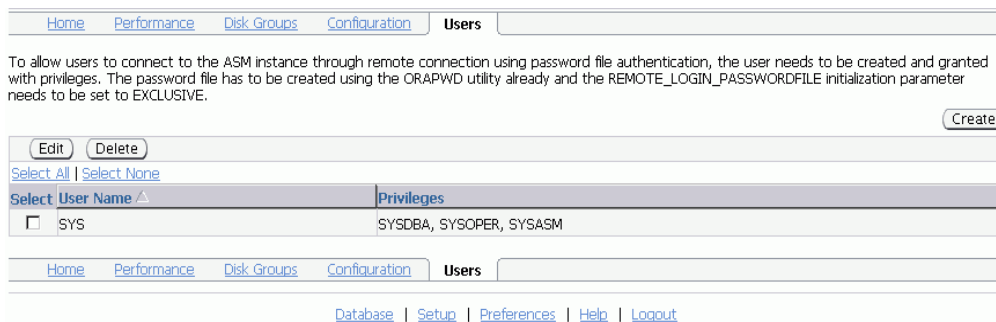 Home Performance Disk Groups Configuration Users
To allow users to connect to the ASM instance through remote connection using password file authentication, the user needs to be created and granted
with privileges. The password file has to be created using the ORAPWD utility already and the REMOTE_LOGIN_PASSWORDFILE initialization parameter
needs to be set to EXCLUSIVE.
Create
Edit Delete
Select All | Select None
Select User Name Privileges
SYS SYSDBA, SYSOPER, SYSASM
Home Performance Disk Groups Configuration Users
Database | Setup | Preferences | Help | Logout